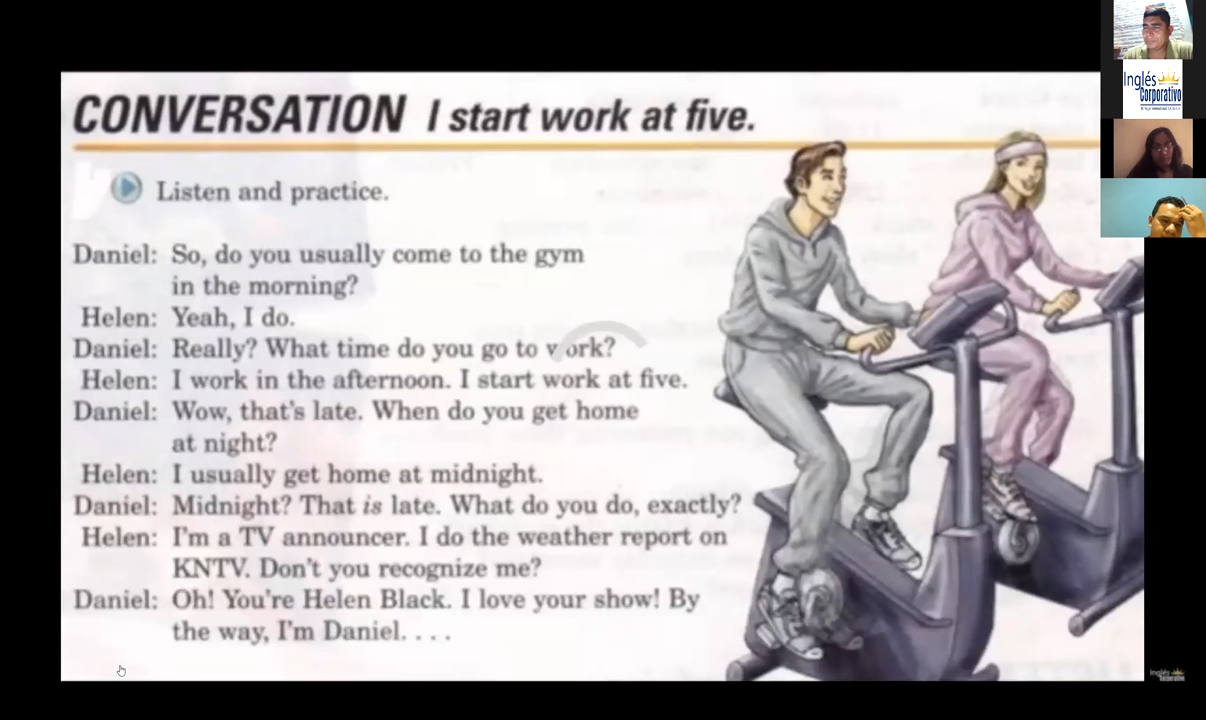 CONVERSATION I start work at five.
Listen and practice.
Daniel: So, do you usually come to the gym
in the morning?
Helen: Yeah, I do.
Daniel: Really? What time do you go to work?
Helen: I work in the afternoon. I start work at five.
Daniel: Wow, that's late. When do you get home
at night?
Helen: I usually get home at midnight.
Daniel: Midnight? That is late. What do you do, exactly?
Helen: I'm a TV announcer. I do the weather report on
KNTV. Don't you recognize me?
Daniel: Oh! You're Helen Black. I love your show! By
the way, I'm Daniel. . . .
Inglés
Corporativo
Inglés
Corporativo